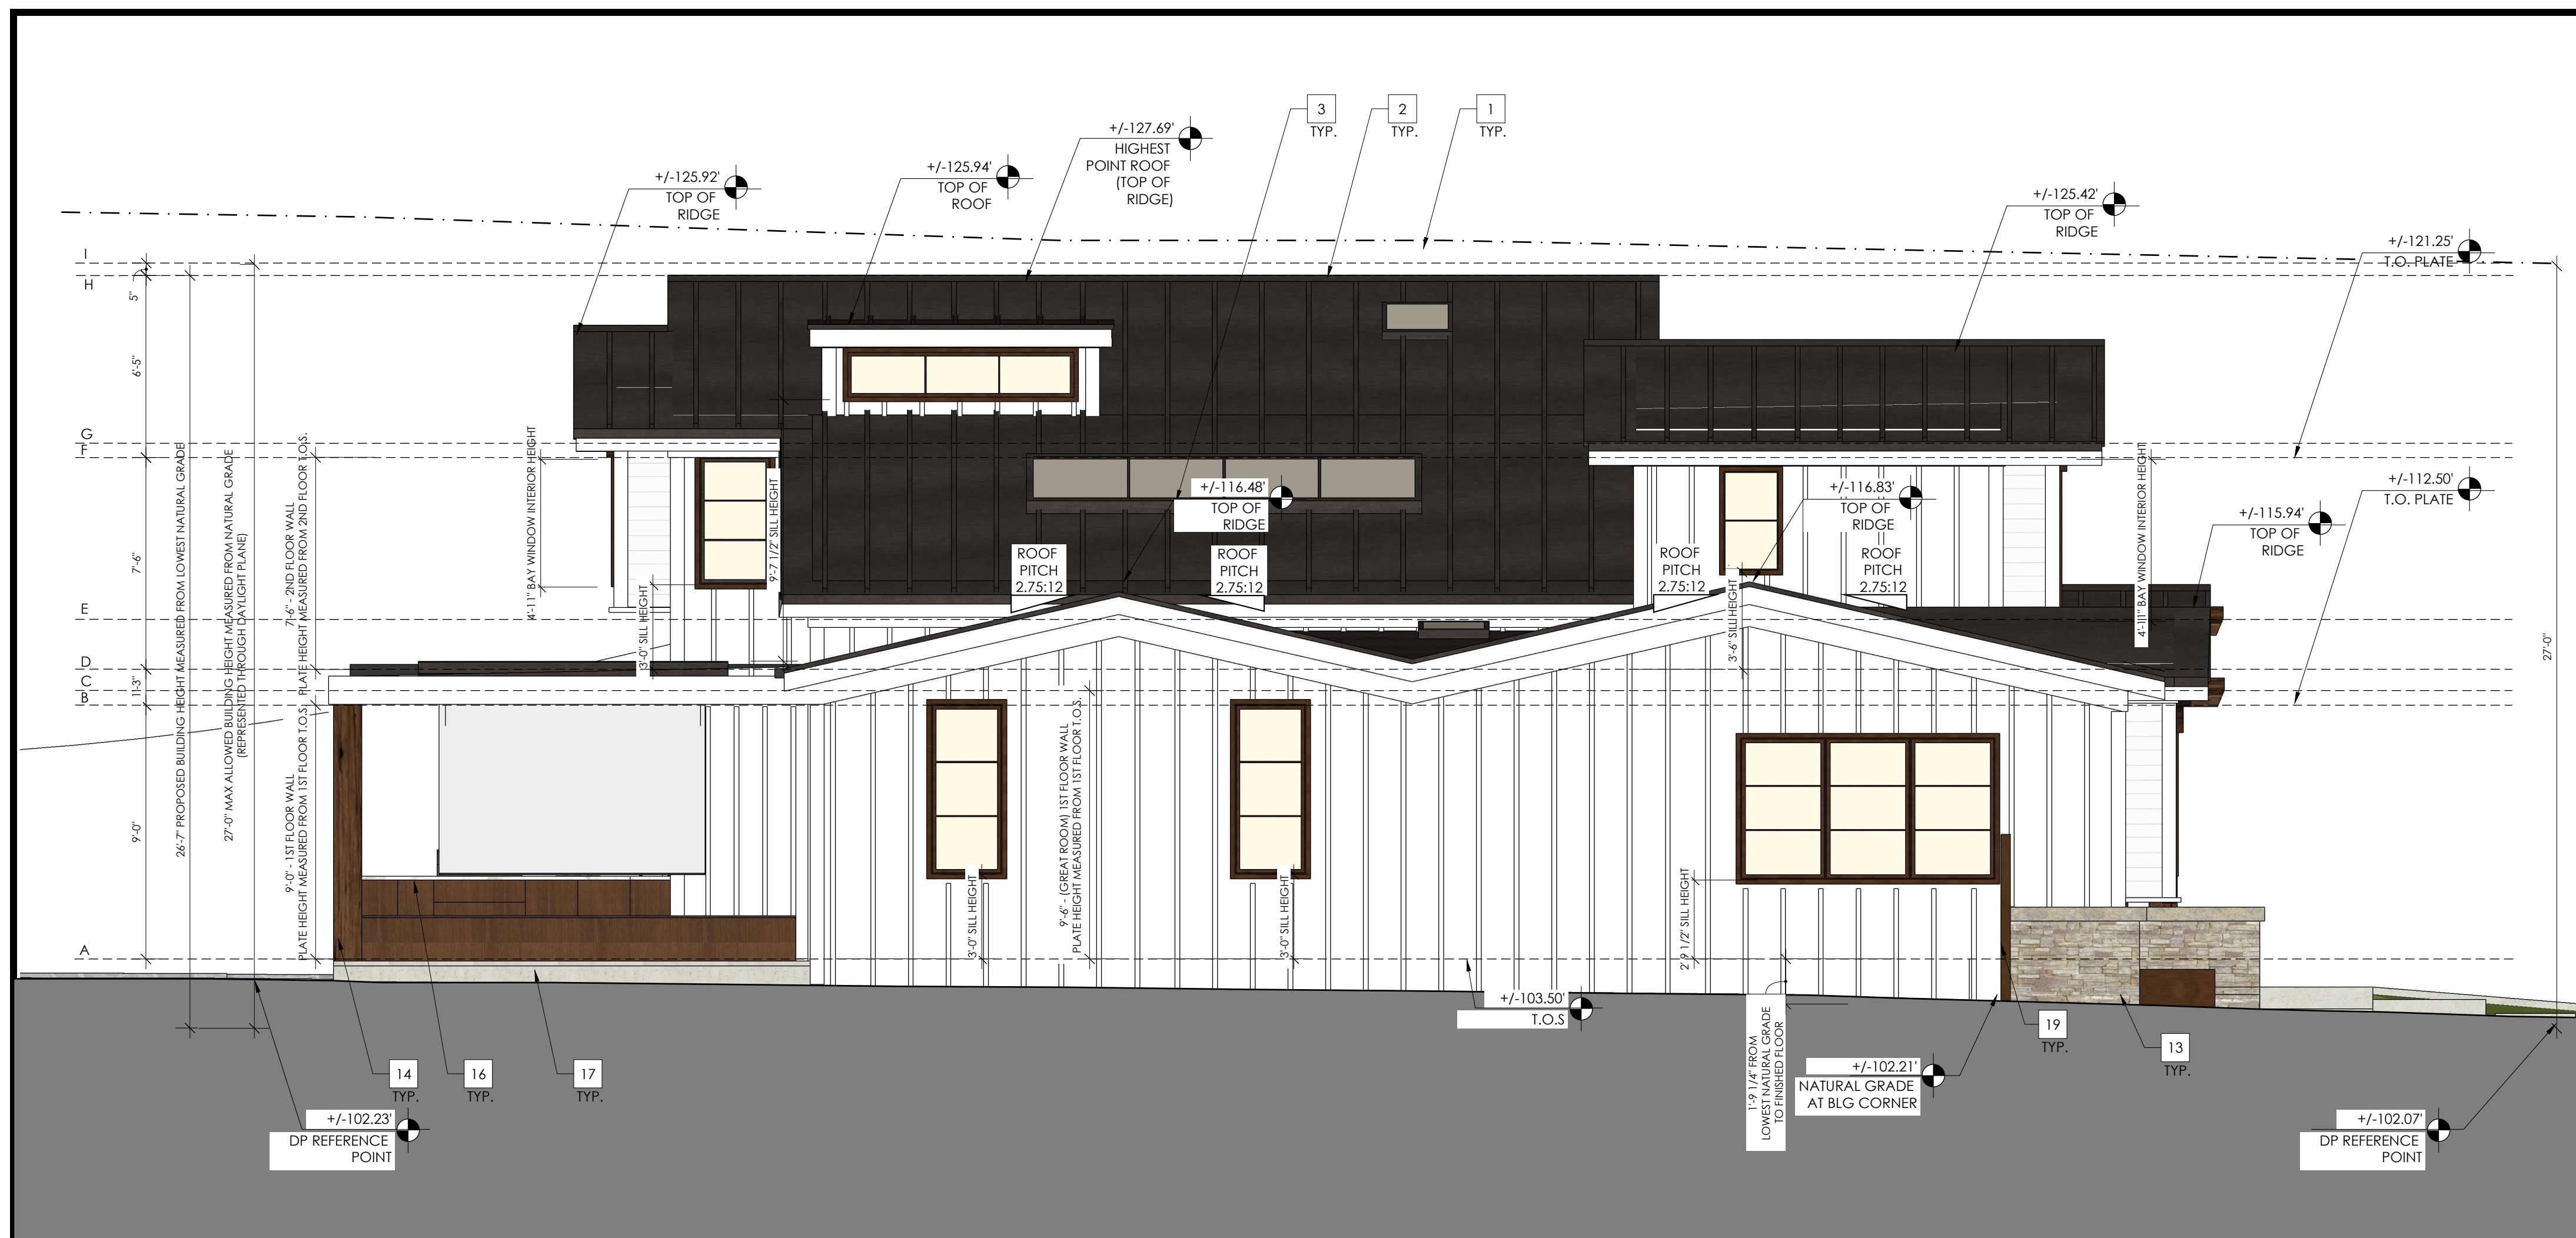 3
TYP.
2
TYP.
1
TYP.
+/-127.69'
HIGHEST
POINT ROOF
(TOP OF
RIDGE)
+/-125.94'
TOP OF
ROOF
+/-125.92'
TOP OF
RIDGE
+/-125.42'
TOP OF
RIDGE
+/-121.25'
T.O. PLATE
I
H
G
F
E
D
C
B
A
5"
6'-5"
7'-6"
11'-3"
9'-0"
26'-7" PROPOSED BUILDING HEIGHT MEASURED FROM LOWEST NATURAL GRADE
27'-0" MAX ALLOWED BUILDING HEIGHT MEASURED FROM NATURAL GRADE
(REPRESENTED THROUGH DAYLIGHT PLANE)
7'-6" - 2ND FLOOR WALL
PLATE HEIGHT MEASURED FROM 2ND FLOOR T.O.S.
9'-0" - 1ST FLOOR WALL
PLATE HEIGHT MEASURED FROM 1ST FLOOR T.O.S.
4'-11" BAY WINDOW INTERIOR HEIGHT
3'-0" SILL HEIGHT
9'-7 1/2" SILL HEIGHT
+/-116.48'
TOP OF
RIDGE
ROOF
PITCH
2.75:12
ROOF
PITCH
2.75:12
ROOF
PITCH
2.75:12
ROOF
PITCH
2.75:12
+/-116.83'
TOP OF
RIDGE
3'-6" SILL HEIGHT
4'-11" BAY WINDOW INTERIOR HEIGHT
+/-112.50'
T.O. PLATE
+/-115.94'
TOP OF
RIDGE
27'-0"
3'-0" SILL HEIGHT
9'-6" - (GREAT ROOM) 1ST FLOOR WALL
PLATE HEIGHT MEASURED FROM 1ST FLOOR T.O.S.
3'-0" SILL HEIGHT
2' 9 1/2" SILL HEIGHT
+/-103.50'
T.O.S
1'-9 1/4" FROM
LOWEST NATURAL GRADE
TO FINISHED FLOOR
+/-102.21'
NATURAL GRADE
AT BLG CORNER
19
TYP.
13
TYP.
14
TYP.
16
TYP.
17
TYP.
+/-102.23'
DP REFERENCE
POINT
+/-102.07'
DP REFERENCE
POINT